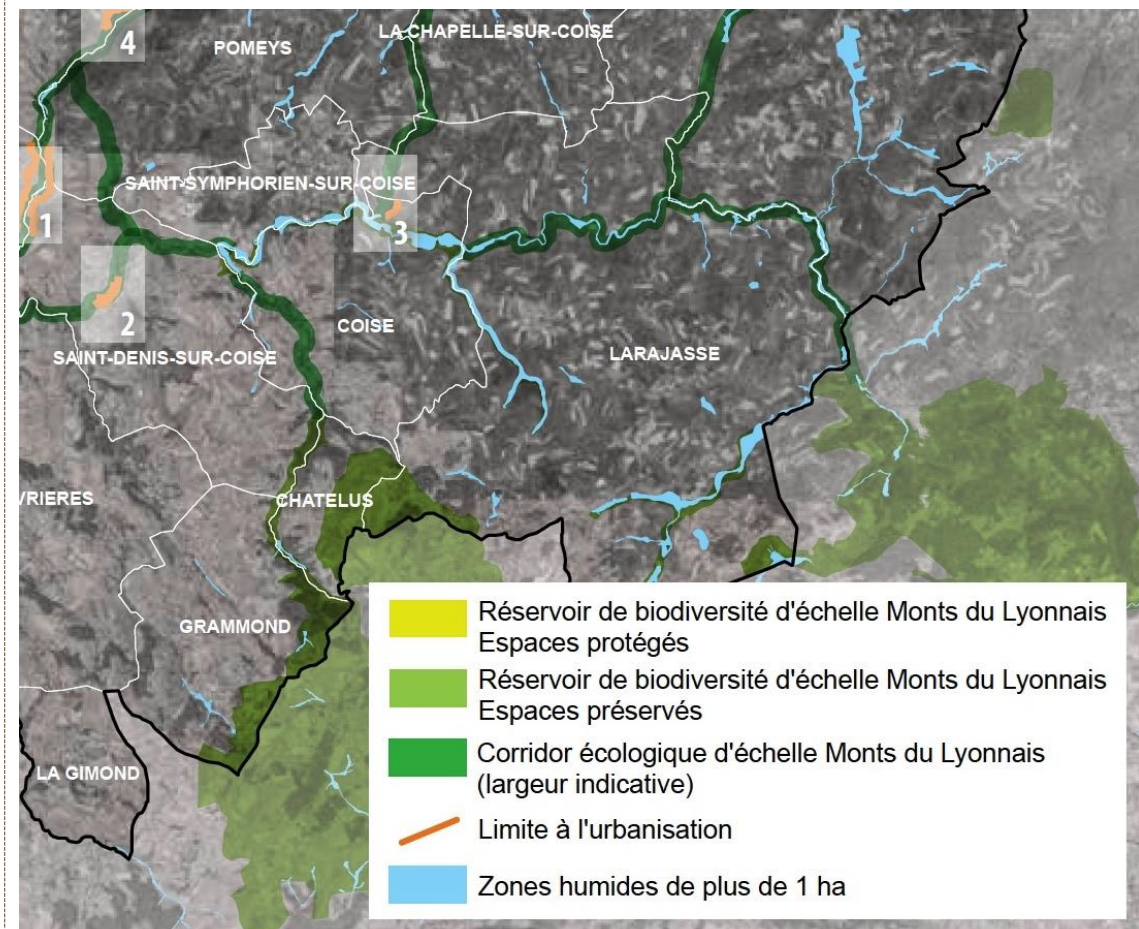 4
POMEYS
LA CHAPELLE-SUR-COISE
SAINT-SYMPHORIEN-SUR-COISE
1
3
2
COISE
SAINT-DENIS-SUR-COISE
LARAJASSE
VRIERES
CHATELUS
GRAMMOND
LA GIMOND
Réservoir de biodiversité d'échelle Monts du Lyonnais
Espaces protégés
Réservoir de biodiversité d'échelle Monts du Lyonnais
Espaces préservés
Corridor écologique d'échelle Monts du Lyonnais
(largeur indicative)
Limite à l'urbanisation
Zones humides de plus de 1 ha